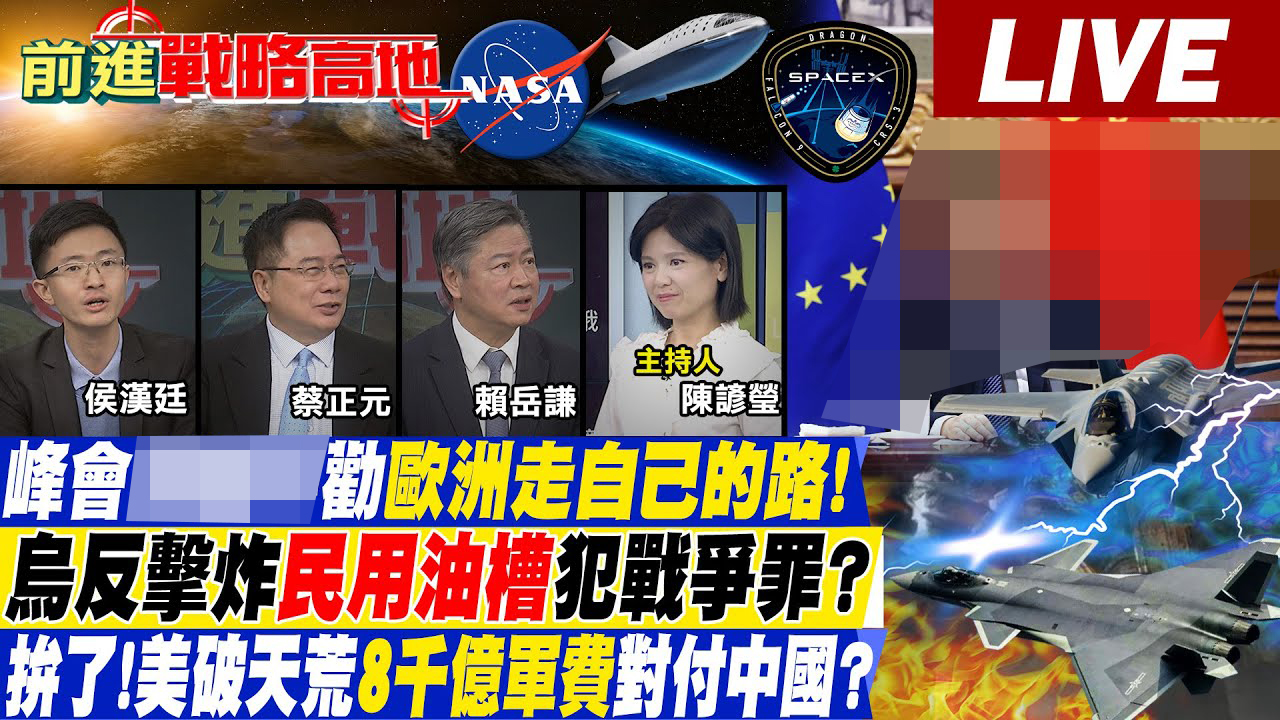 前進戰略高地
NASA
DRAGON
SPACEX
FALCON 9
CRS-3
LIVE
侯漢廷
蔡正元
賴岳謙
主持人
陳諺瑩
峰會 勸歐洲走自己的路!
烏反擊炸民用油槽犯戰爭罪?
拚了!美破天荒8千億軍費對付中國?